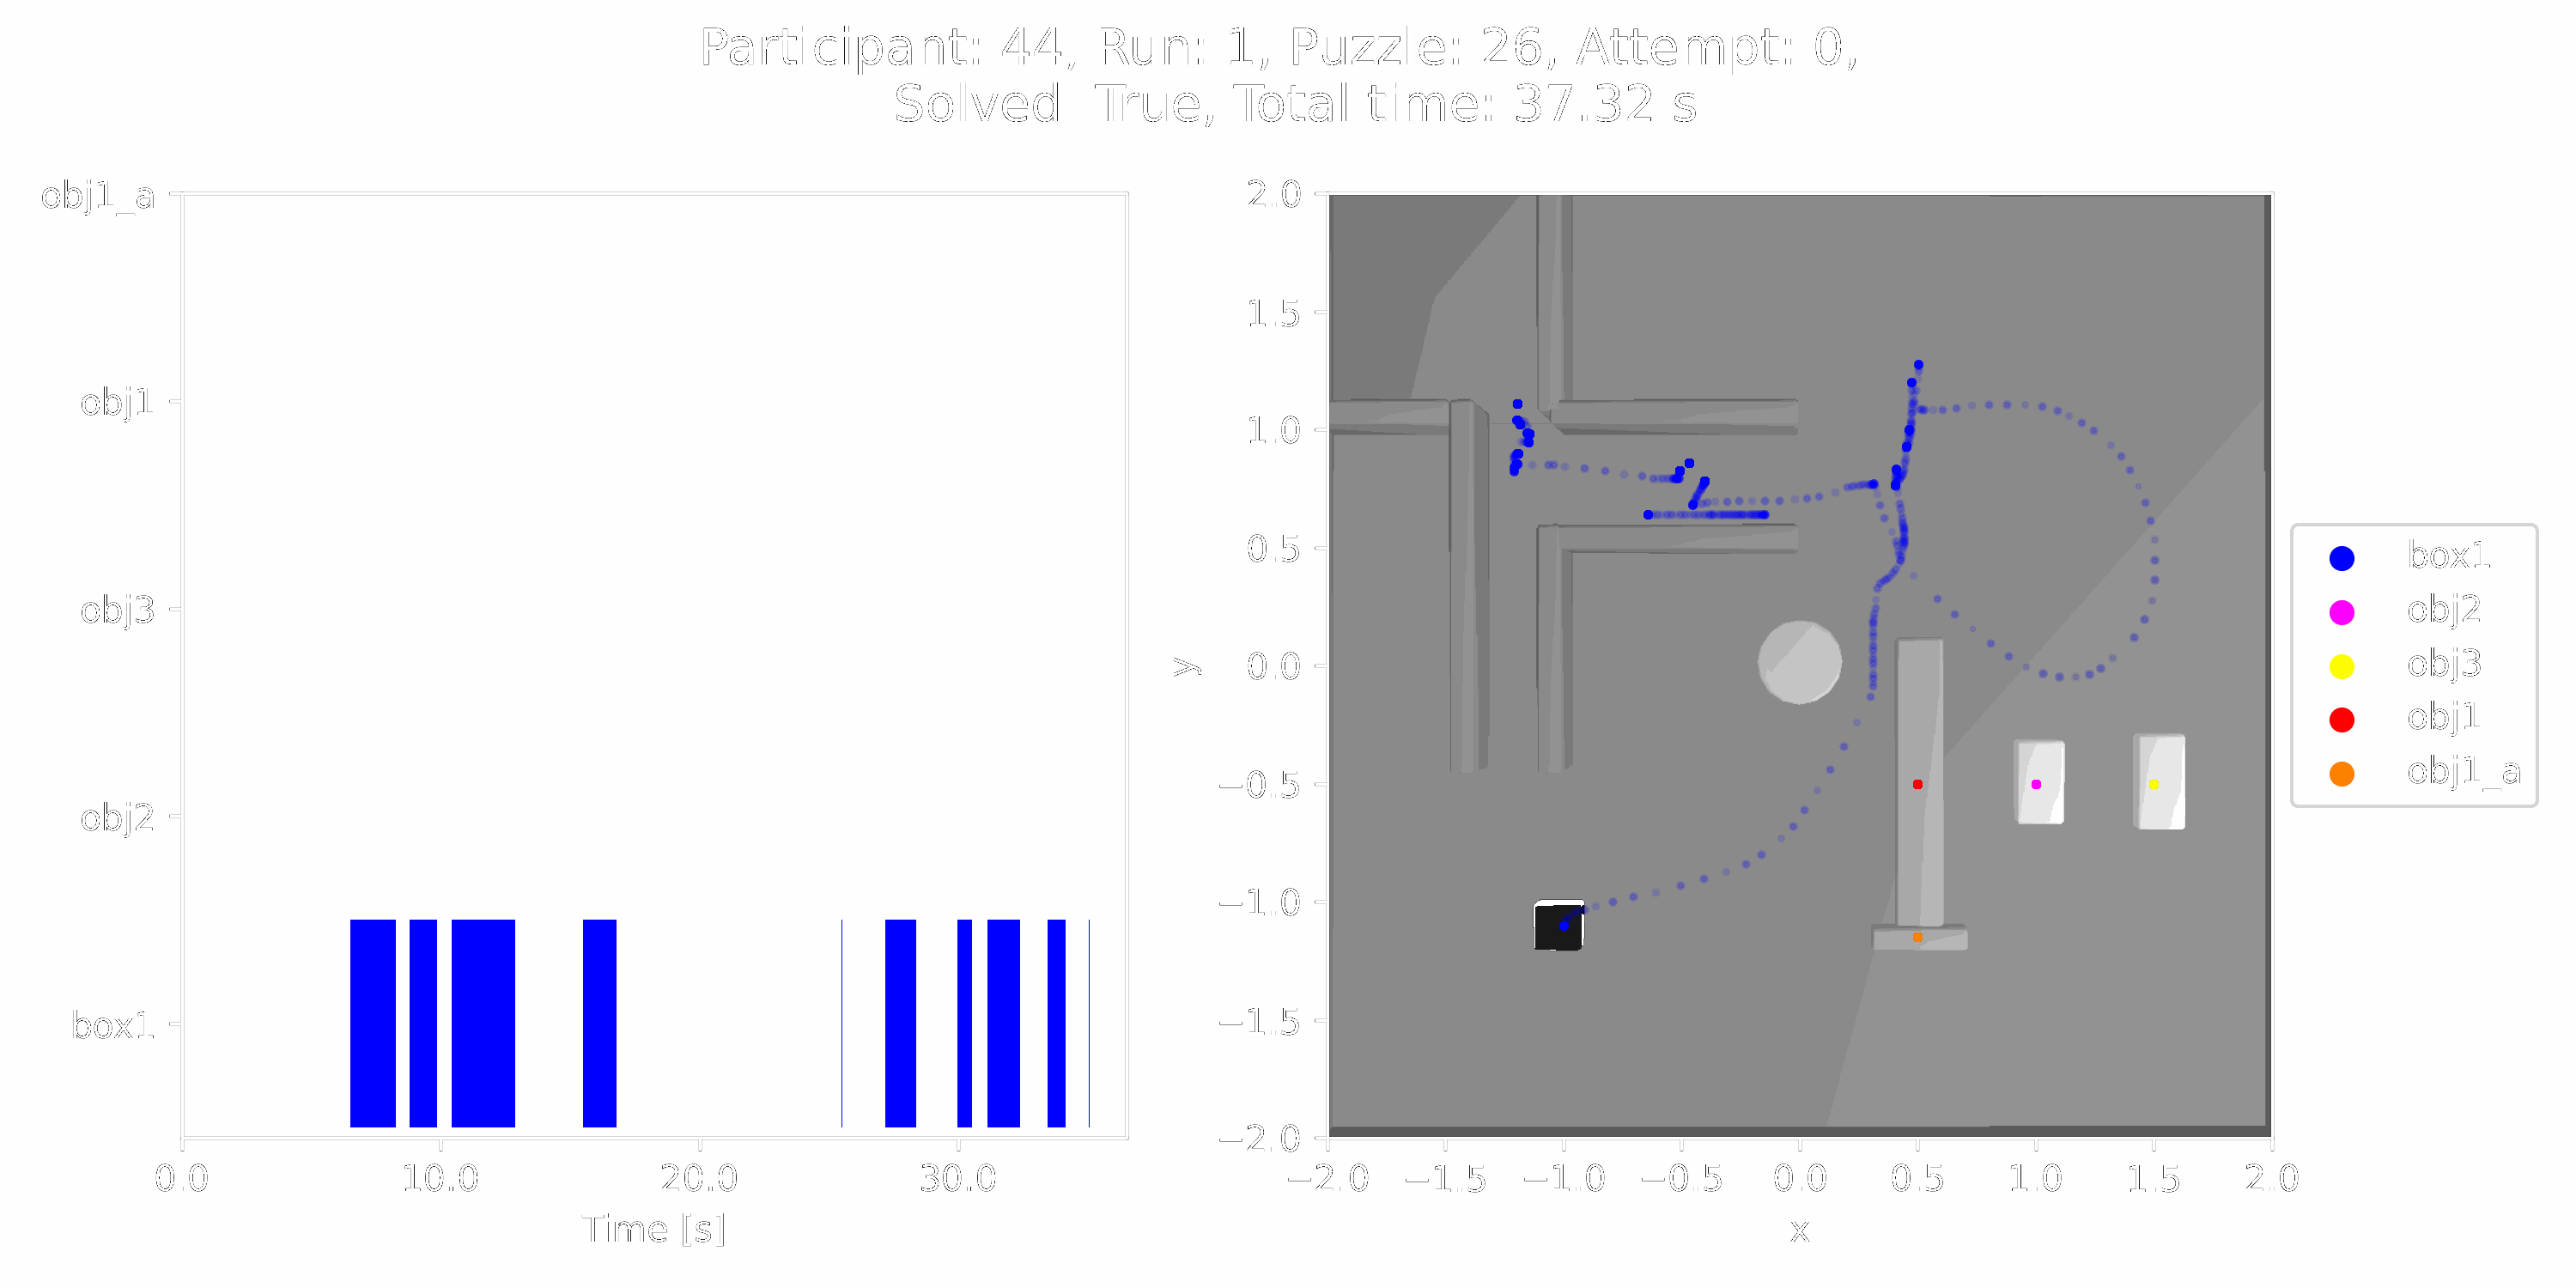 Participant: 44, Run: 1, Puzzle: 26, Attempt: 0,
Solved True, Total time: 37.32 s
obj1_a
obj1
obj3
obj2
box1
0.0 10.0 20.0 30.0
Time [s]
2.0
1.5
1.0
0.5
0.0
−0.5
−1.0
−1.5
−2.0
y
−2.0 −1.5 −1.0 −0.5 0.0 0.5 1.0 1.5 2.0
x
box1
obj2
obj3
obj1
obj1_a